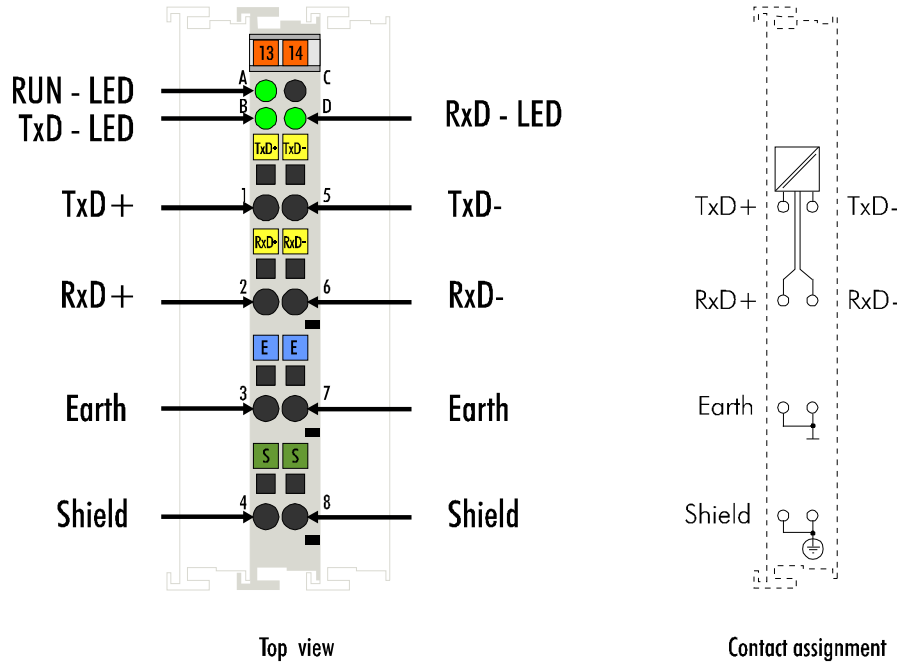 13 14
A C
RUN - LED
B D
TxD - LED RxD - LED
TxD+ TxD-
1 5
TxD+ TxD- TxD+ TxD-
RxD+ RxD-
2 6
RxD+ RxD- RxD+ RxD-
E E
3 7
Earth Earth Earth
S S
4 8
Shield Shield Shield
Top view Contact assignment